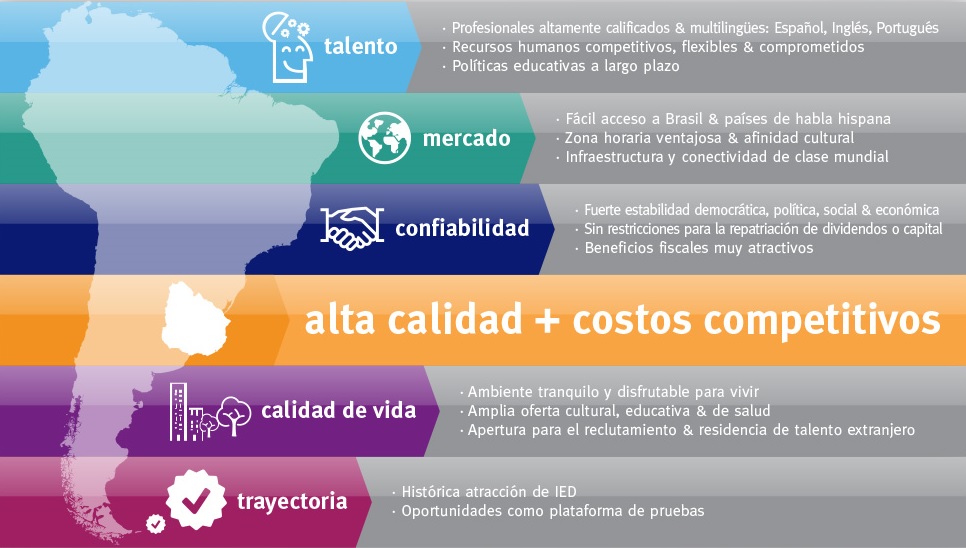 talento
· Profesionales altamente calificados & multilingües: Español, Inglés, Portugués
· Recursos humanos competitivos, flexibles & comprometidos
· Políticas educativas a largo plazo
mercado
· Fácil acceso a Brasil & países de habla hispana
· Zona horaria ventajosa & afinidad cultural
· Infraestructura y conectividad de clase mundial
confiabilidad
· Fuerte estabilidad democrática, política, social & económica
· Sin restricciones para la repatriación de dividendos o capital
· Beneficios fiscales muy atractivos
alta calidad + costos competitivos
calidad de vida
· Ambiente tranquilo y disfrutable para vivir
· Amplia oferta cultural, educativa & de salud
· Apertura para el reclutamiento & residencia de talento extranjero
trayectoria
· Histórica atracción de IED
· Oportunidades como plataforma de pruebas